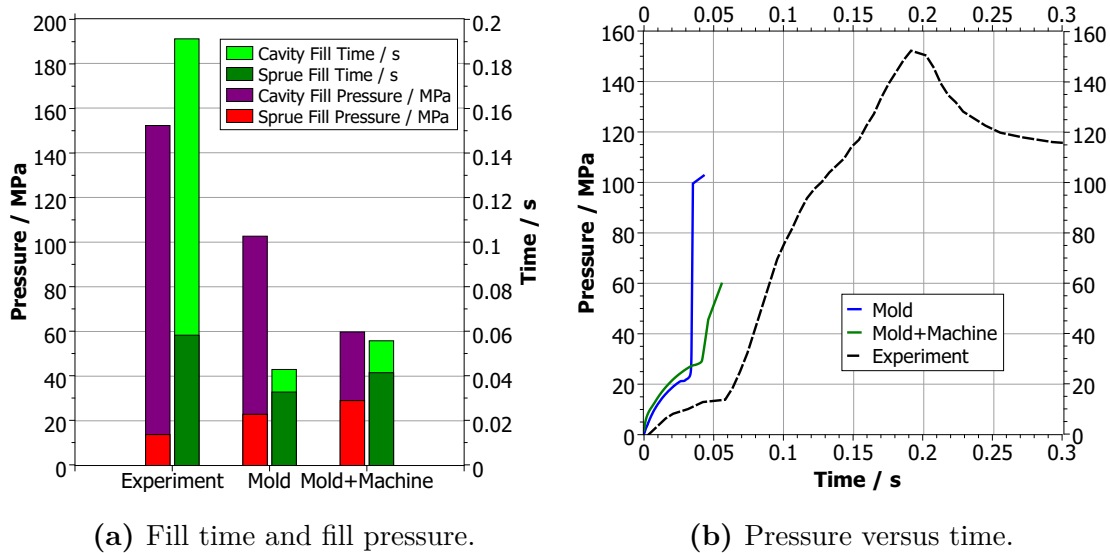 0 0.05 0.1 0.15 0.2 0.25 0.3
200 0.2
180 0.18
160 0.16
140 0.14
120 0.12
100 0.1
80 0.08
60 0.06
40 0.04
20 0.02
0 0
Pressure / MPa
Time / s
Cavity Fill Time / s
Sprue Fill Time / s
Cavity Fill Pressure / MPa
Sprue Fill Pressure / MPa
Experiment Mold Mold+Machine
160 160
140 140
120 120
100 100
80 80
60 60
40 40
20 20
0 0
Pressure / MPa
Mold
Mold+Machine
Experiment
0 0.05 0.1 0.15 0.2 0.25 0.3
Time / s
(a) Fill time and fill pressure.
(b) Pressure versus time.